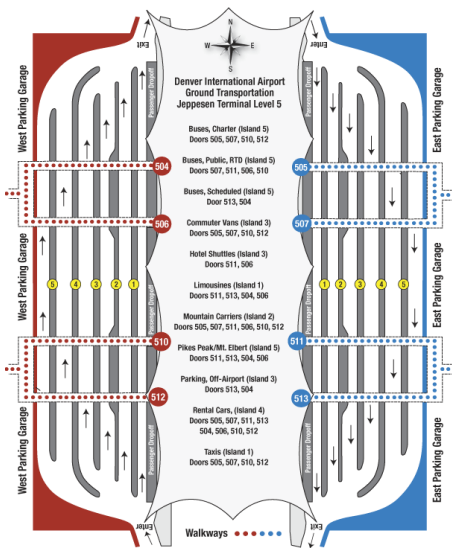 N
W E
S
Exit
Enter
Passenger Dropoff
Passenger Dropoff
West Parking Garage
East Parking Garage
Denver International Airport
Ground Transportation
Jeppesen Terminal Level 5
Buses, Charter (Island 5)
Doors 505, 507, 510, 512
Buses, Public, RTD (Island 5)
Doors 507, 511, 506, 510
504
505
Buses, Scheduled (Island 5)
Door 513, 504
506
507
Commuter Vans (Island 3)
Doors 505, 507, 510, 512
West Parking Garage
East Parking Garage
Hotel Shuttles (Island 3)
Doors 511, 506
5 4 3 2 1
1 2 3 4 5
Limousines (Island 1)
Doors 511, 513, 504, 506
Passenger Dropoff
Passenger Dropoff
Mountain Carriers (Island 2)
Doors 505, 507, 511, 506, 510, 512
510
511
Pikes Peak/Mt. Elbert (Island 5)
Doors 511, 513, 504, 506
Parking, Off-Airport (Island 3)
Doors 513, 504
512
513
Rental Cars, (Island 4)
Doors 505, 507, 511, 513
504, 506, 510, 512
West Parking Garage
East Parking Garage
Passenger Dropoff
Passenger Dropoff
Taxis (Island 1)
Doors 505, 507, 510, 512
Enter
Exit
Walkways